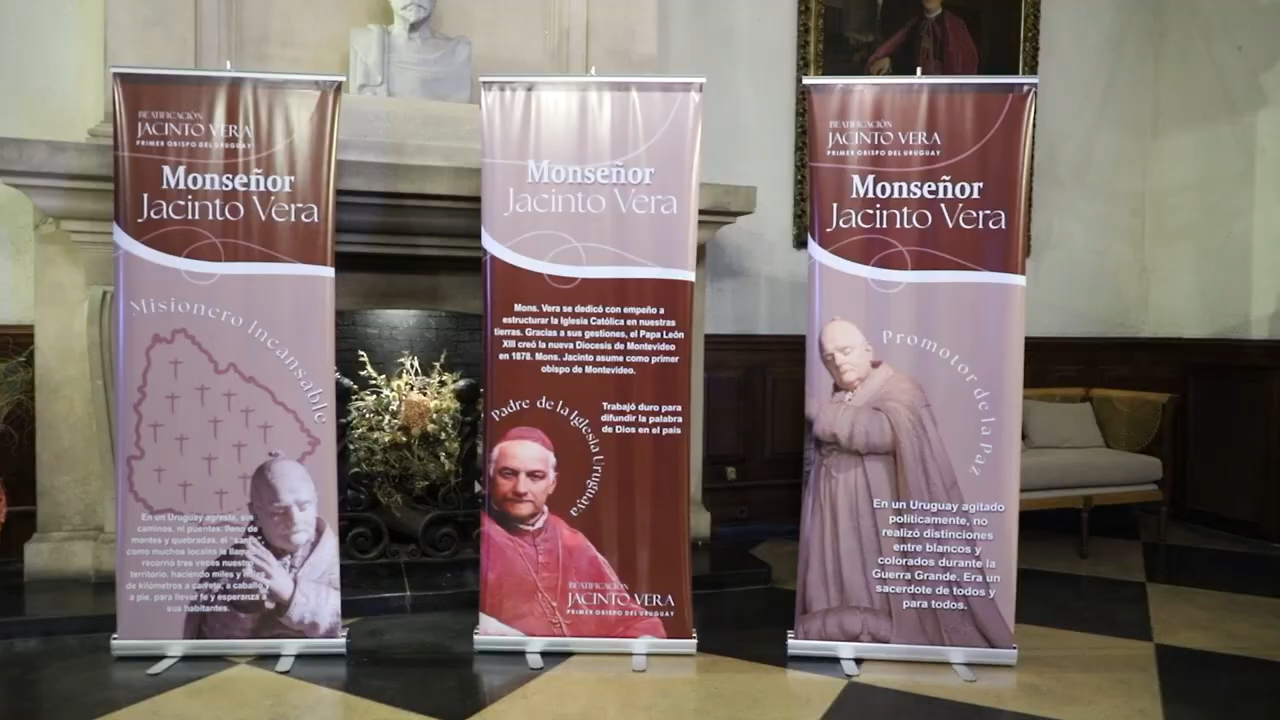 BEATIFICACIÓN
JACINTO VERA
PRIMER OBISPO DEL URUGUAY
Monseñor
Jacinto Vera
Misionero Incansable
En un Uruguay agreste, sin
caminos, ni puentes, lleno de
montes y quebradas, el "santo",
como muchos locales le llaman,
recorrió tres veces nuestro
territorio, haciendo miles y miles
de kilómetros a carreta, a caballo,
a pie, para llevar fe y esperanza a
sus habitantes.
Monseñor
Jacinto Vera
Mons. Vera se dedicó con empeño a
estructurar la Iglesia Católica en nuestras
tierras. Gracias a sus gestiones, el Papa León
XIII creó la nueva Diocesis de Montevideo
en 1878. Mons. Jacinto asume como primer
obispo de Montevideo.
Padre de la Iglesia Uruguaya
Trabajó duro para
difundir la palabra
de Dios en el país
BEATIFICACIÓN
JACINTO VERA
PRIMER OBISPO DEL URUGUAY
BEATIFICACIÓN
JACINTO VERA
PRIMER OBISPO DEL URUGUAY
Monseñor
Jacinto Vera
Promotor de la Paz
En un Uruguay agitado
políticamente, no
realizó distinciones
entre blancos y
colorados durante la
Guerra Grande. Era un
sacerdote de todos y
para todos.